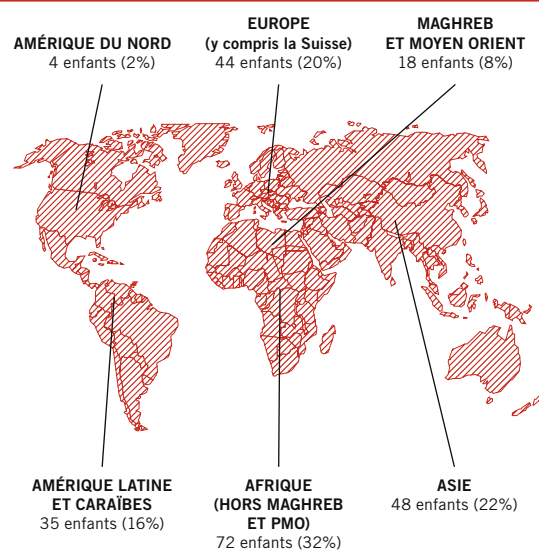 AMÉRIQUE DU NORD
4 enfants (2%)
EUROPE
(y compris la Suisse)
44 enfants (20%)
MAGHREB
ET MOYEN ORIENT
18 enfants (8%)
AMÉRIQUE LATINE
ET CARAÏBES
35 enfants (16%)
AFRIQUE
(HORS MAGHREB
ET PMO)
72 enfants (32%)
ASIE
48 enfants (22%)